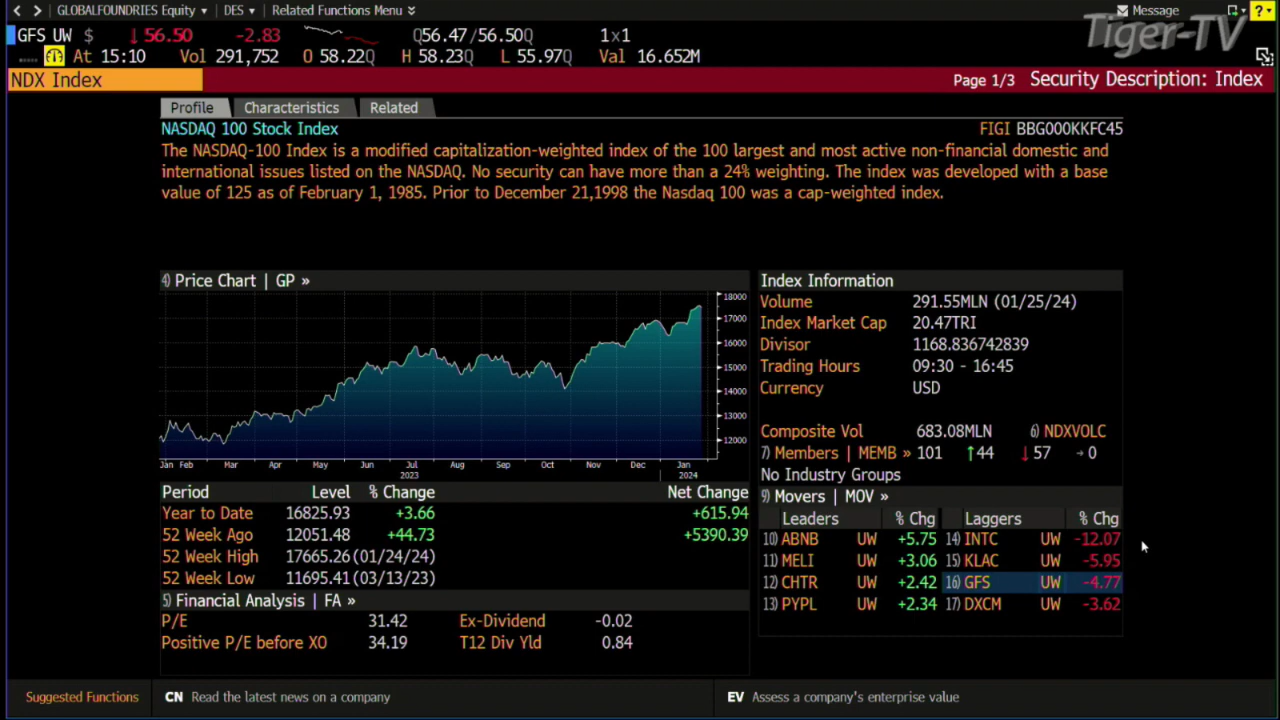 < > GLOBALFOUNDRIES Equity ▾ DES ▾ Related Functions Menu ≫ Message ?
Tiger-TV
GFS UW $ ↓ 56.50 -2.83 Q56.47/56.50Q 1×1
At 15:10 Vol 291,752 O 58.22Q H 58.23Q L 55.97Q Val 16.652M
NDX Index Page 1/3 Security Description: Index
Profile Characteristics Related
NASDAQ 100 Stock Index FIGI BBG000KKFC45
The NASDAQ-100 Index is a modified capitalization-weighted index of the 100 largest and most active non-financial domestic and
international issues listed on the NASDAQ. No security can have more than a 24% weighting. The index was developed with a base
value of 125 as of February 1, 1985. Prior to December 21,1998 the Nasdaq 100 was a cap-weighted index.
4) Price Chart | GP »
18000
17000
16000
15000
14000
13000
12000
Jan Feb Mar Apr May Jun Jul Aug Sep Oct Nov Dec Jan
2023 2024
Index Information
Volume 291.55MLN (01/25/24)
Index Market Cap 20.47TRI
Divisor 1168.836742839
Trading Hours 09:30 - 16:45
Currency USD
Composite Vol 683.08MLN 6) NDXVOLC
7) Members | MEMB » 101 ↑44 ↓57 →0
No Industry Groups
Period Level % Change Net Change
Year to Date 16825.93 +3.66 +615.94
52 Week Ago 12051.48 +44.73 +5390.39
52 Week High 17665.26 (01/24/24)
52 Week Low 11695.41 (03/13/23)
5) Financial Analysis | FA »
P/E 31.42 Ex-Dividend -0.02
Positive P/E before XO 34.19 T12 Div Yld 0.84
9) Movers | MOV »
Leaders % Chg Laggers % Chg
10) ABNB UW +5.75 14) INTC UW -12.07
11) MELI UW +3.06 15) KLAC UW -5.95
12) CHTR UW +2.42 16) GFS UW -4.77
13) PYPL UW +2.34 17) DXCM UW -3.62
Suggested Functions CN Read the latest news on a company EV Assess a company's enterprise value